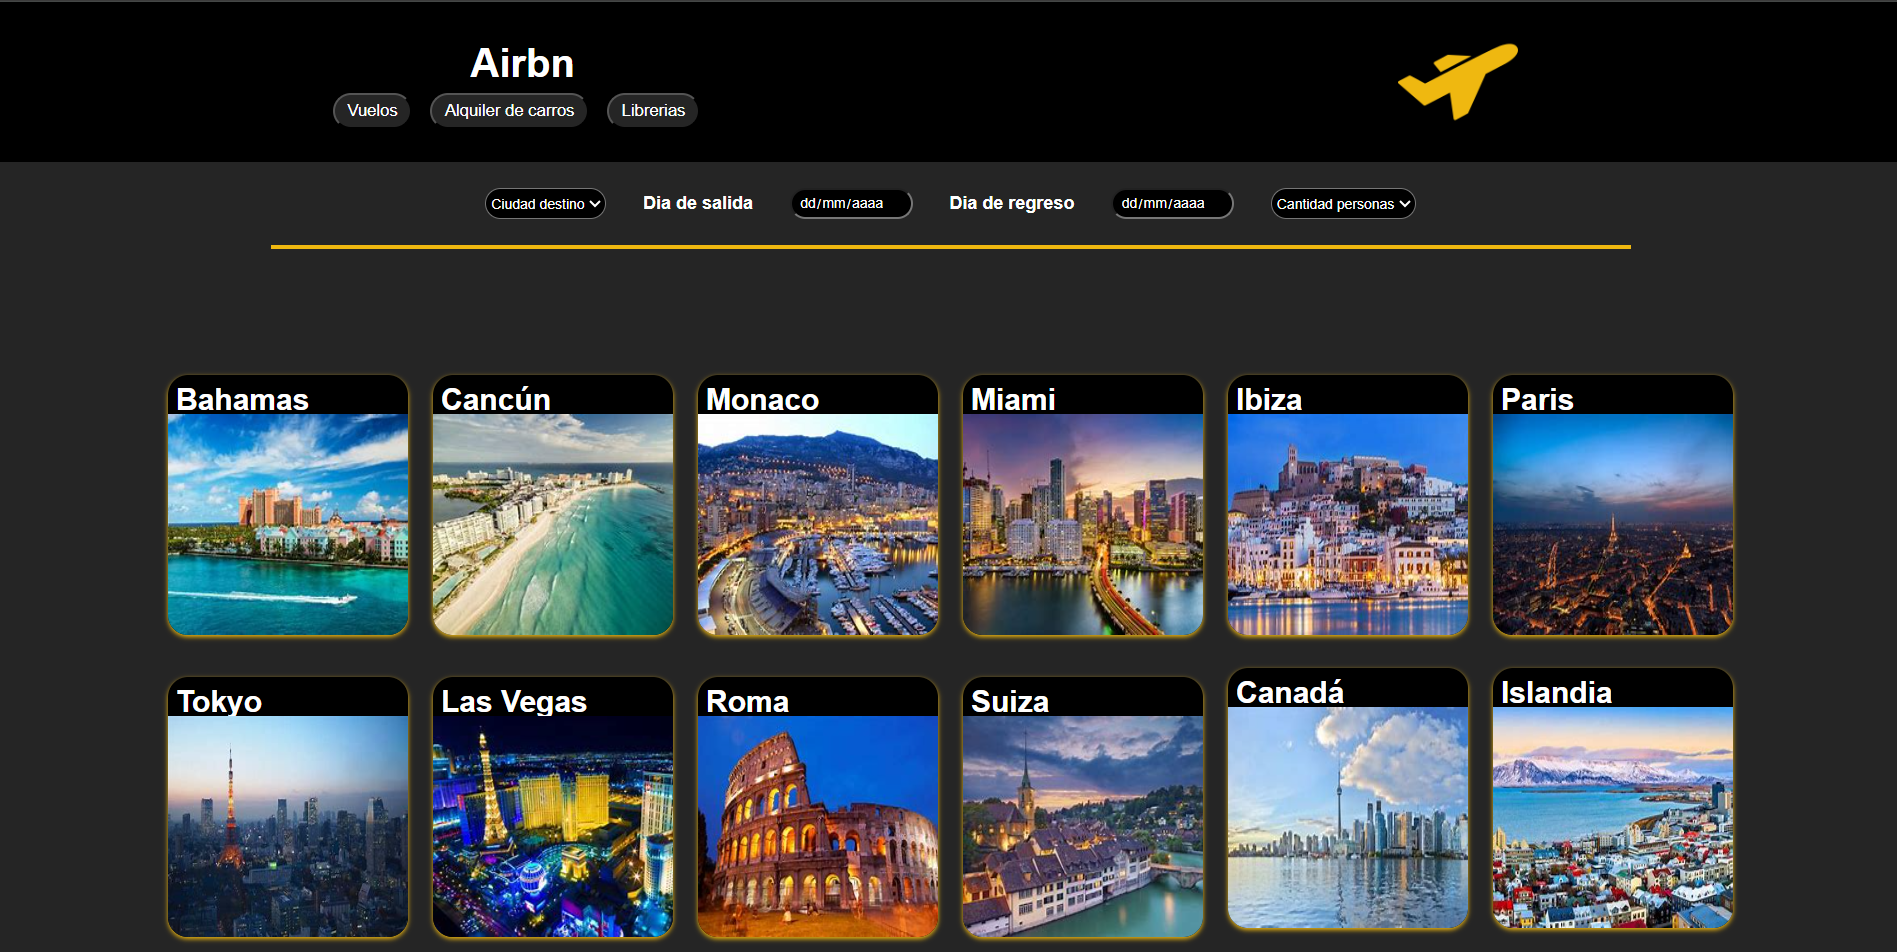 Airbn
Vuelos Alquiler de carros Librerias
Ciudad destino Dia de salida dd/mm/aaaa Dia de regreso dd/mm/aaaa Cantidad personas
Bahamas Cancún Monaco Miami Ibiza Paris
Tokyo Las Vegas Roma Suiza Canadá Islandia